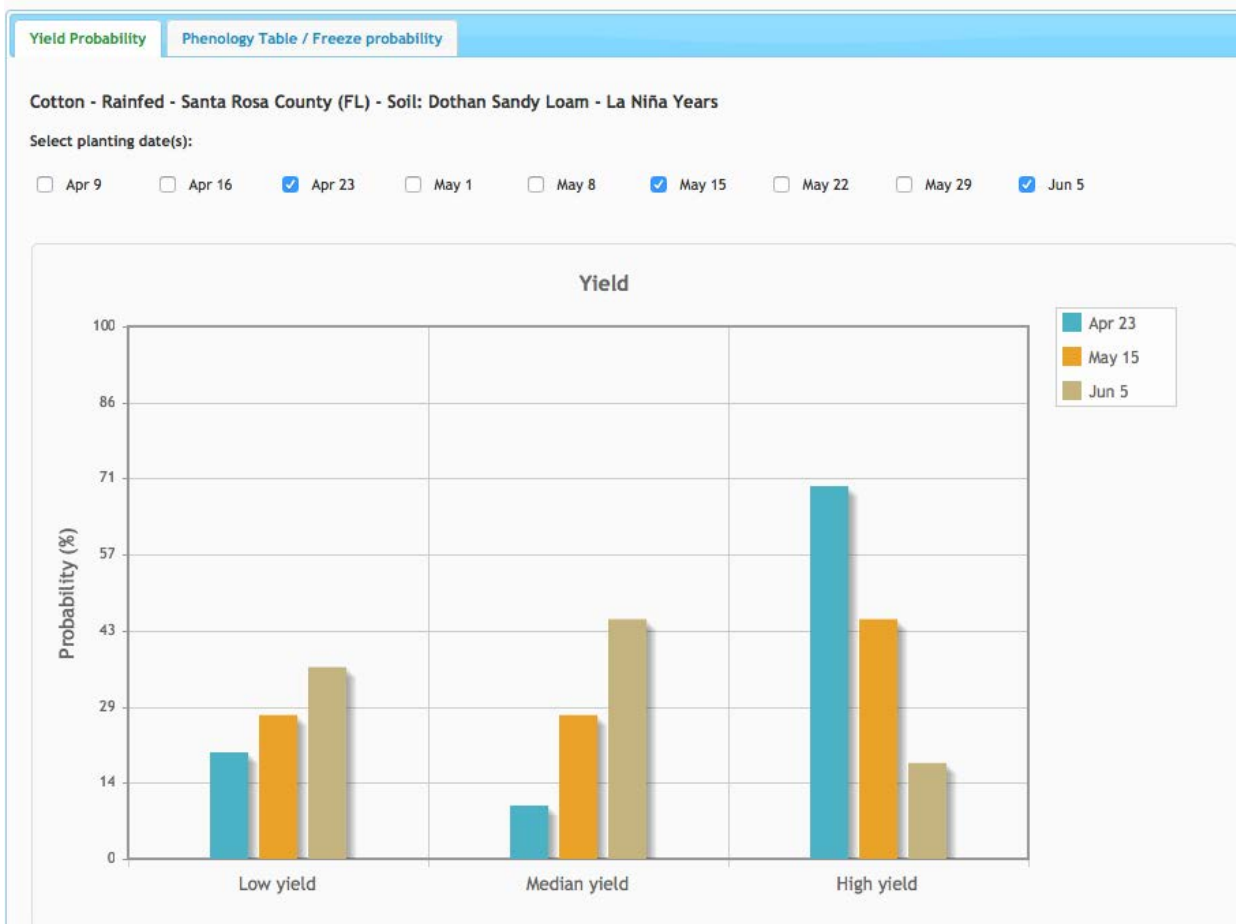 Yield Probability Phenology Table / Freeze probability
Cotton - Rainfed - Santa Rosa County (FL) - Soil: Dothan Sandy Loam - La Niña Years
Select planting date(s):
Apr 9 Apr 16 Apr 23 May 1 May 8 May 15 May 22 May 29 Jun 5
Yield
100
86
71
57
43
29
14
0
Probability (%)
Low yield Median yield High yield
Apr 23
May 15
Jun 5